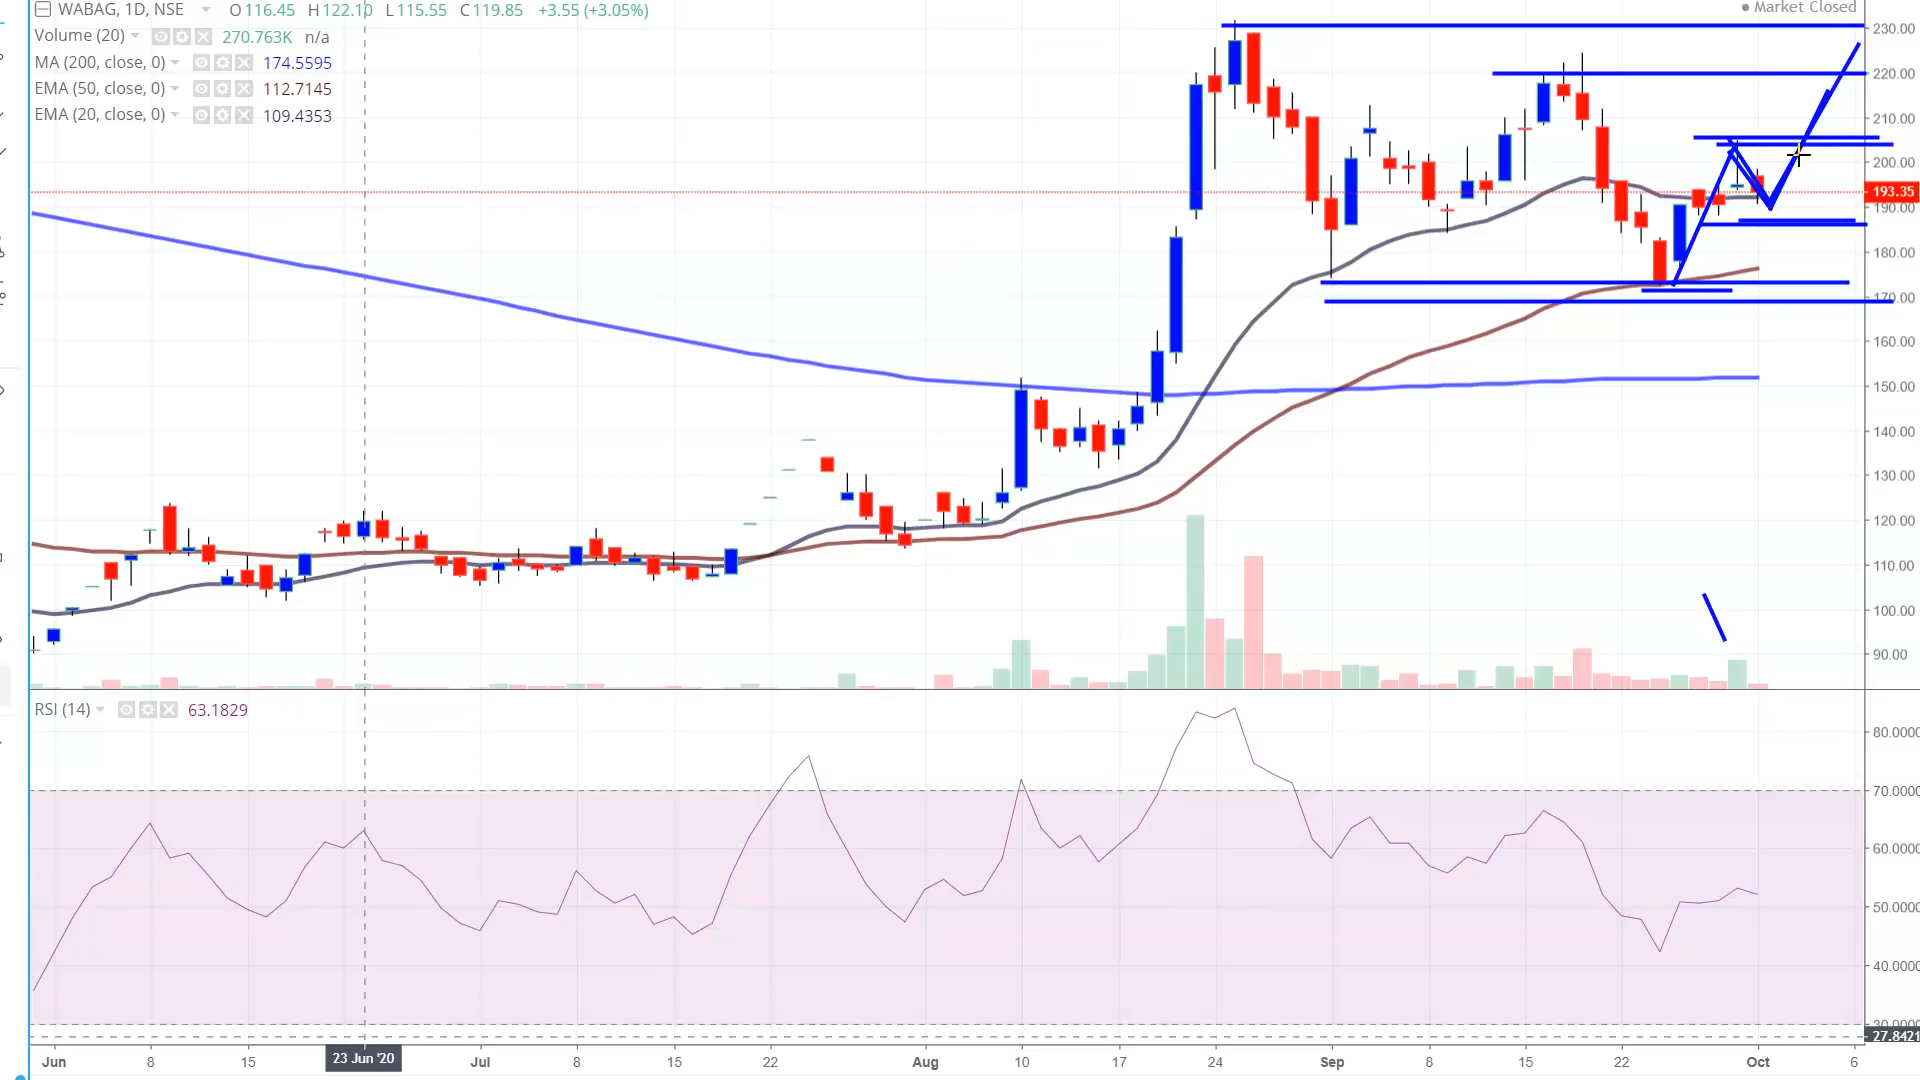 WABAG, 1D, NSE O116.45 H122.10 L115.55 C119.85 +3.55 (+3.05%)
Market Closed
Volume (20) 270.763K n/a
MA (200, close, 0) 174.5595
EMA (50, close, 0) 112.7145
EMA (20, close, 0) 109.4353
230.00
220.00
210.00
200.00
193.35
190.00
180.00
170.00
160.00
150.00
140.00
130.00
120.00
110.00
100.00
90.00
RSI (14) 63.1829
80.0000
70.0000
60.0000
50.0000
40.0000
30.0000
27.8421
Jun 8 15 23 Jun '20 Jul 8 15 22 Aug 10 17 24 Sep 8 15 22 Oct 6